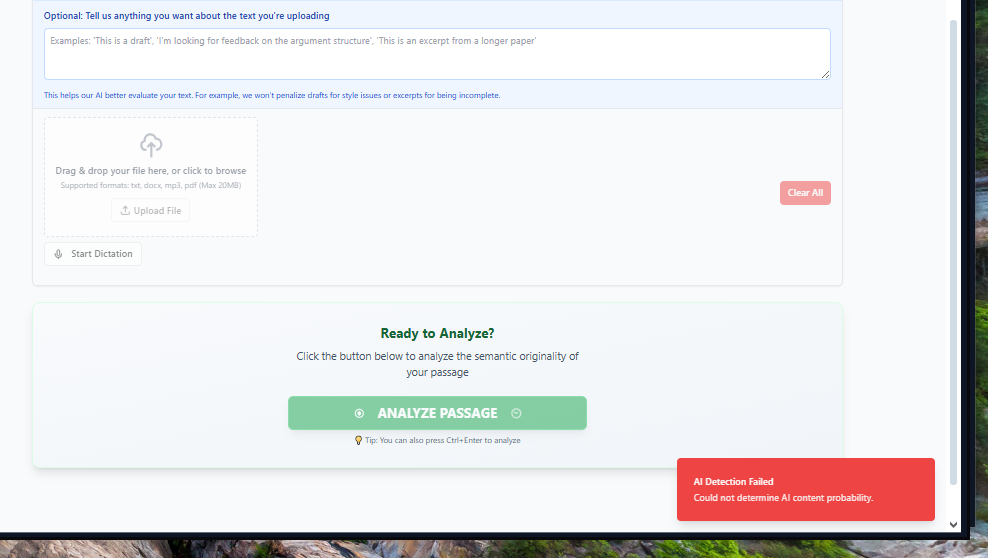 Optional: Tell us anything you want about the text you're uploading
Examples: 'This is a draft', 'I'm looking for feedback on the argument structure', 'This is an excerpt from a longer paper'
This helps our AI better evaluate your text. For example, we won't penalize drafts for style issues or excerpts for being incomplete.
Drag & drop your file here, or click to browse
Supported formats: txt, docx, mp3, pdf (Max 20MB)
Upload File
Clear All
Start Dictation
Ready to Analyze?
Click the button below to analyze the semantic originality of
your passage
ANALYZE PASSAGE
Tip: You can also press Ctrl+Enter to analyze
AI Detection Failed
Could not determine AI content probability.